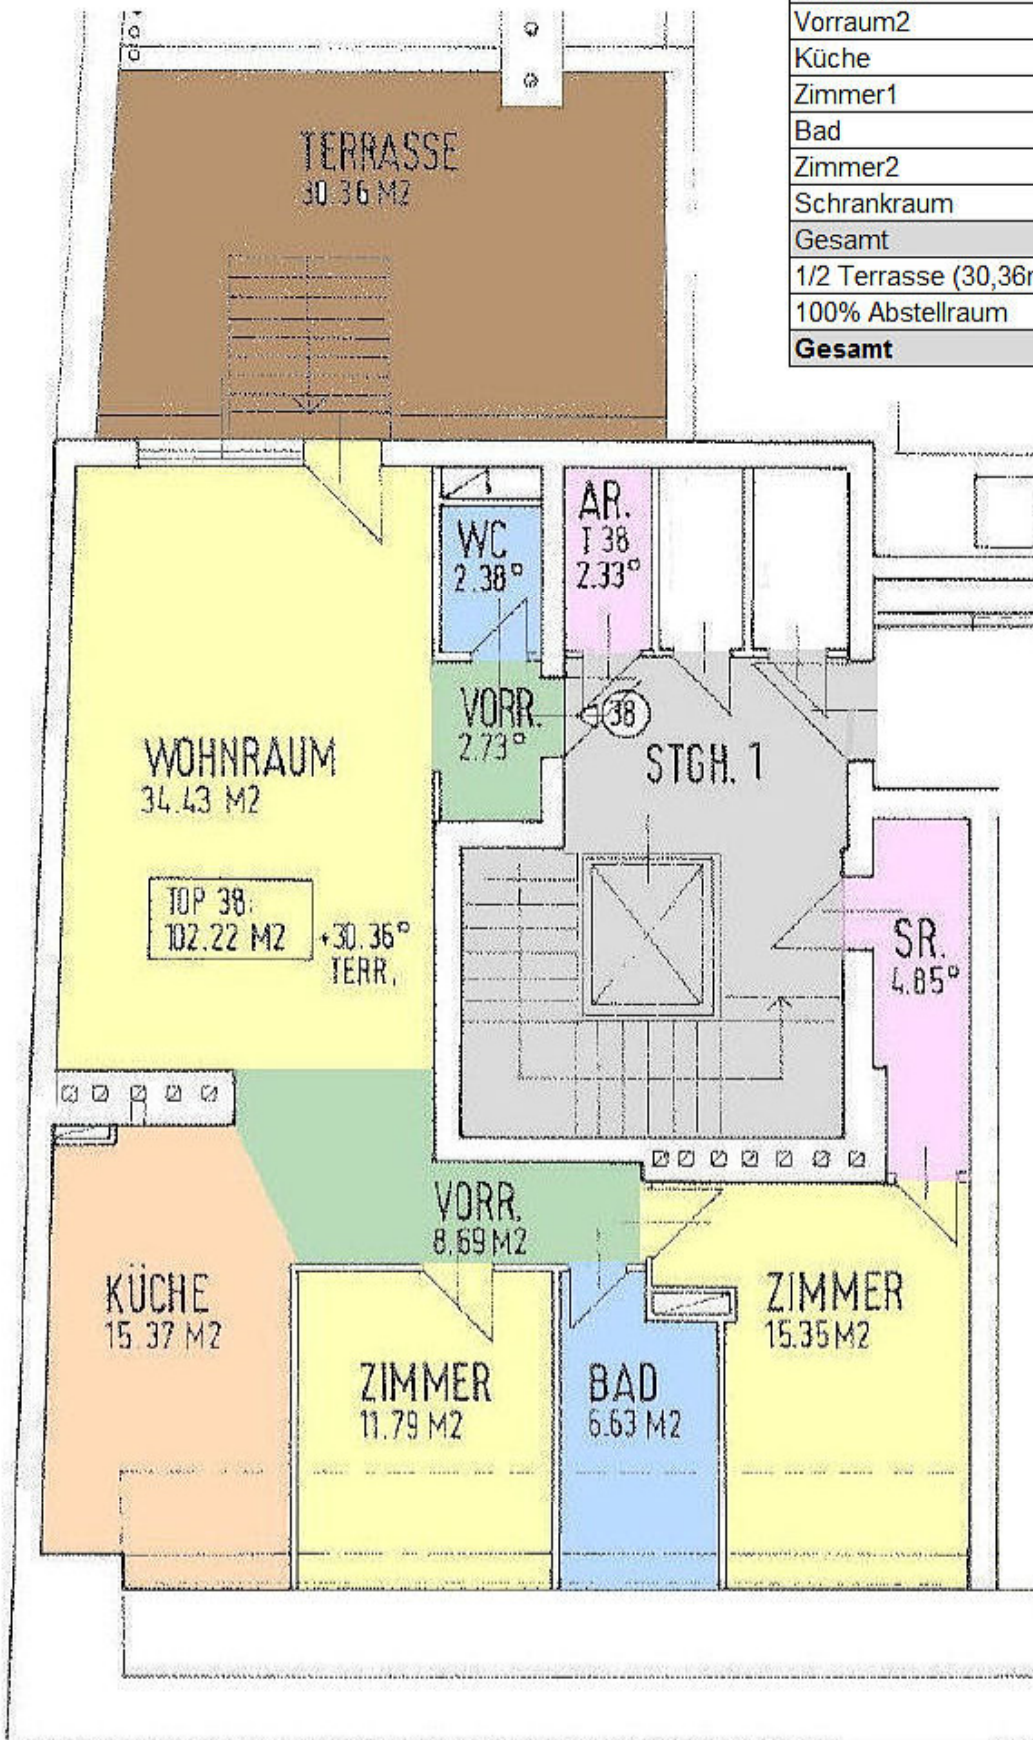 Vorraum2
Küche
Zimmer1
Bad
Zimmer2
Schrankraum
Gesamt
1/2 Terrasse (30,36
100% Abstellraum
Gesamt
TERRASSE
30.36 M2
WC
2.38
AR.
T 38
2.33
VORR.
2.73
38
STGH. 1
WOHNRAUM
34.43 M2
TOP 38:
102.22 M2
+30.36
TERR.
SR.
4.85
VORR.
8.69 M2
KÜCHE
15.37 M2
ZIMMER
11.79 M2
BAD
6.63 M2
ZIMMER
15.35 M2